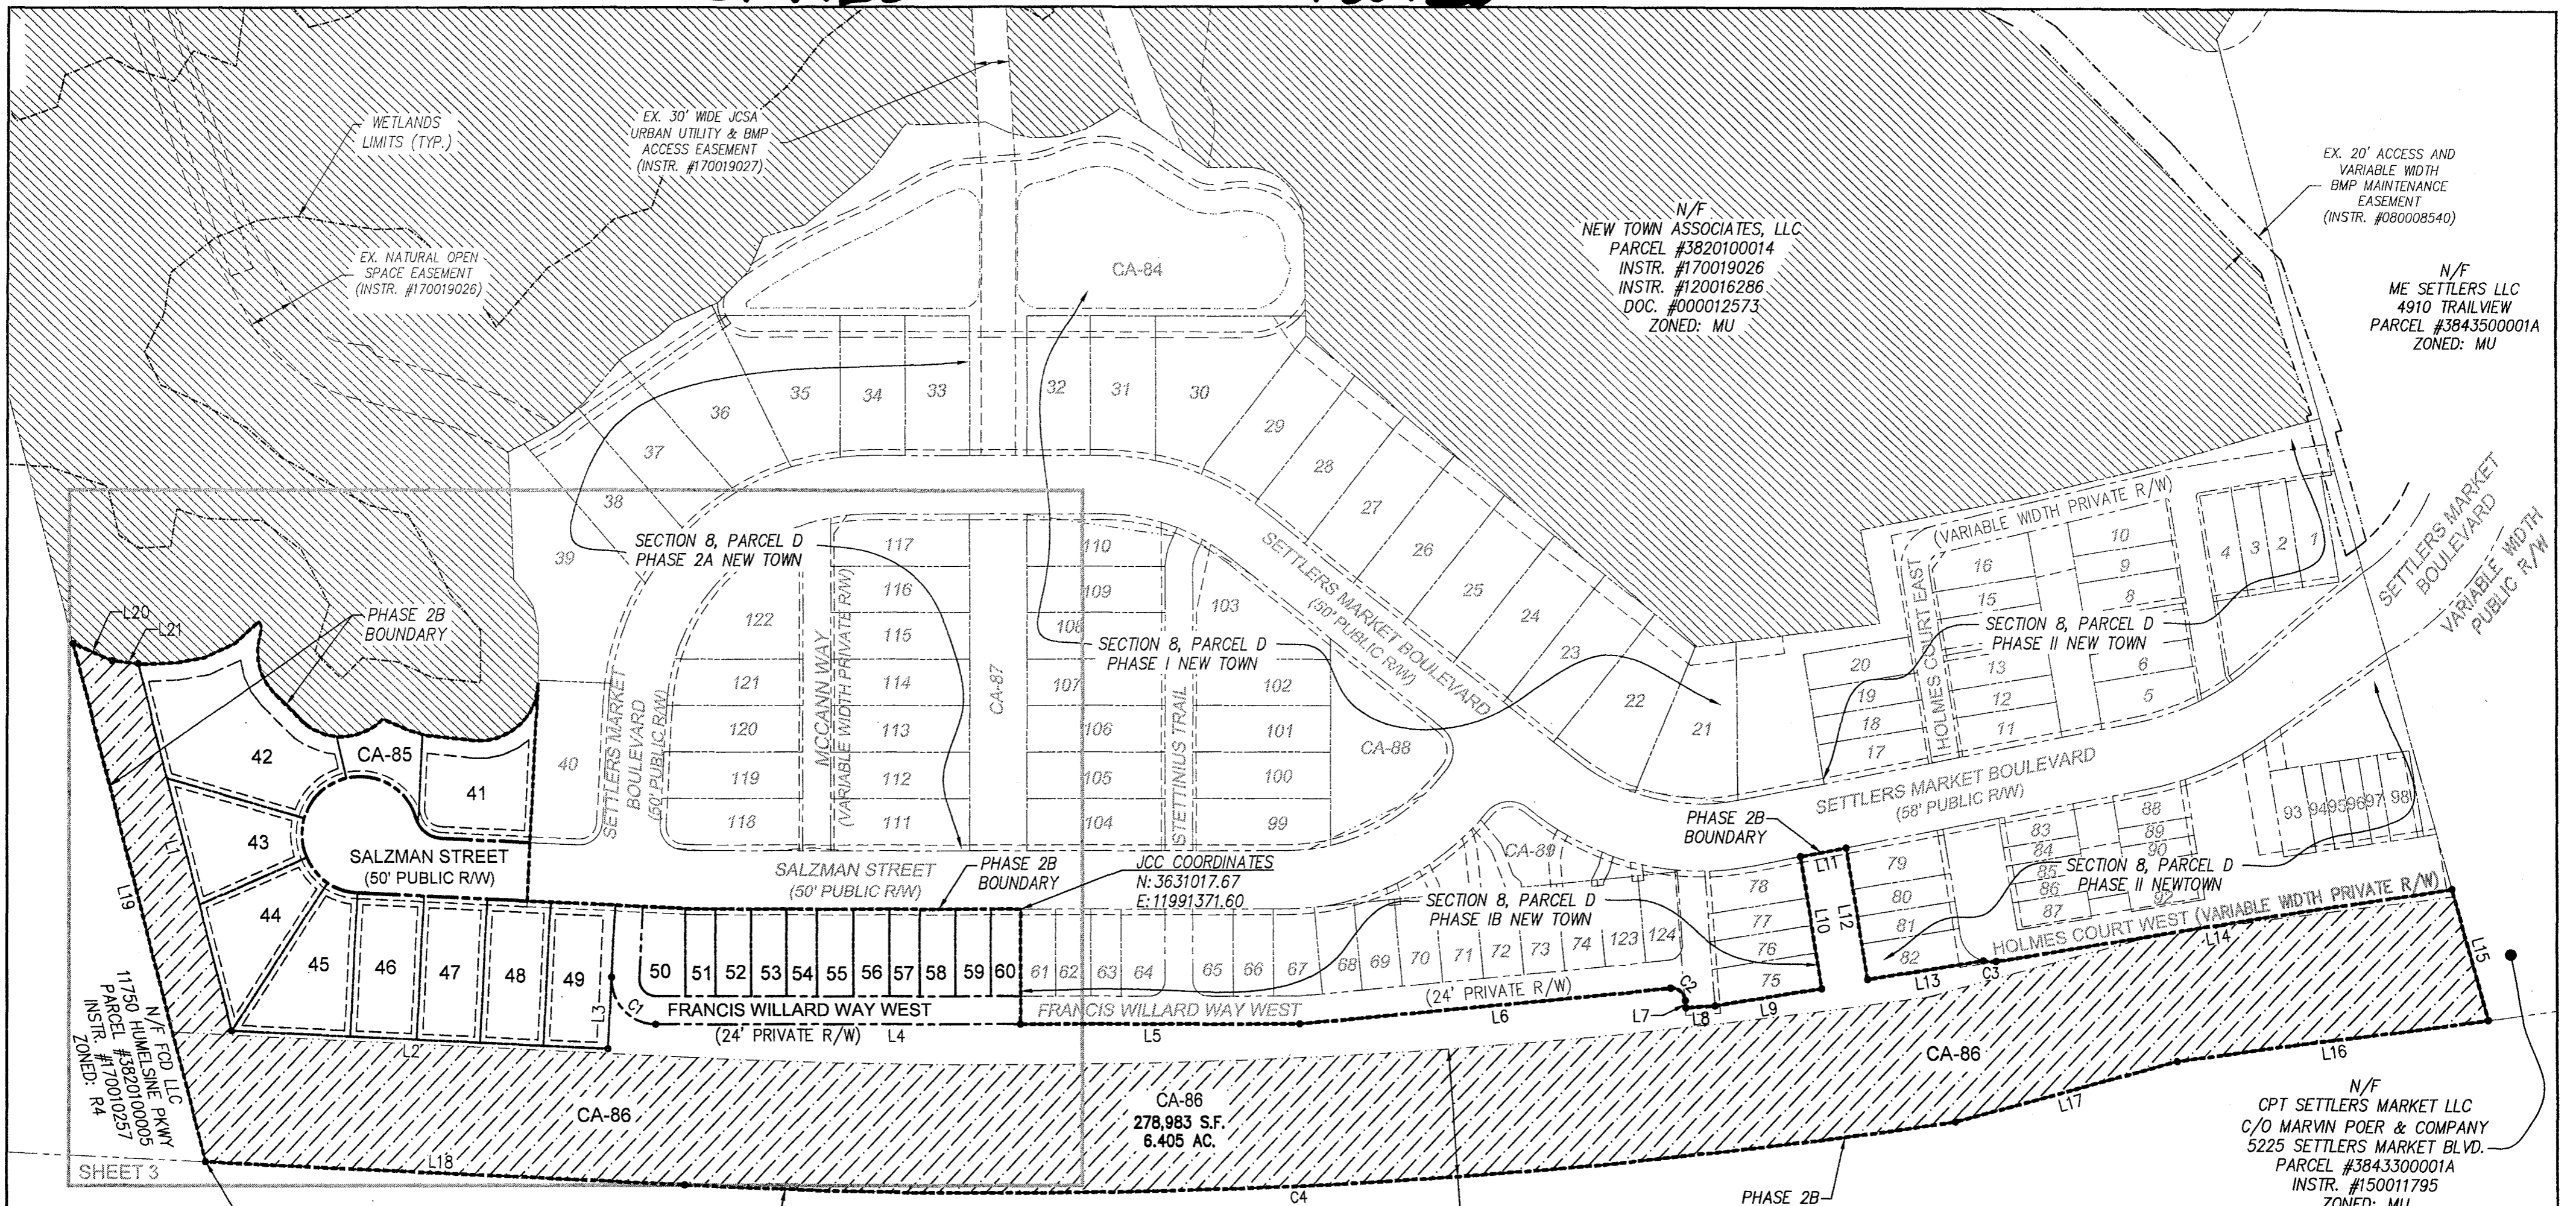 WETLANDS
LIMITS (TYP.)
EX. 30' WIDE JCSA
URBAN UTILITY & BMP
ACCESS EASEMENT
(INSTR. #170019027)
EX. NATURAL OPEN
SPACE EASEMENT
(INSTR. #170019026)
CA-84
N/F
NEW TOWN ASSOCIATES, LLC
PARCEL #3820100014
INSTR. #170019026
INSTR. #120016286
DOC. #000012573
ZONED: MU
EX. 20' ACCESS AND
VARIABLE WIDTH
BMP MAINTENANCE
EASEMENT
(INSTR. #080008540)
N/F
ME SETTLERS LLC
4910 TRAILVIEW
PARCEL #3843500001A
ZONED: MU
40
39
38
37
36
35
34
33
32
31
30
29
28
27
26
25
24
23
22
21
SECTION 8, PARCEL D
PHASE 2A NEW TOWN
SECTION 8, PARCEL D
PHASE I NEW TOWN
SETTLERS MARKET BOULEVARD
(50' PUBLIC R/W)
SETTLERS MARKET
BOULEVARD
(50' PUBLIC R/W)
122
121
120
119
118
MCCANN WAY
(VARIABLE WIDTH PRIVATE R/W)
117
116
115
114
113
112
111
CA-87
110
109
108
107
106
105
104
STETTINIUS TRAIL
103
102
101
100
99
CA-88
(VARIABLE WIDTH PRIVATE R/W)
HOLMES COURT EAST
20
19
18
17
16
15
13
12
11
10
9
8
6
5
4
3
2
1
SECTION 8, PARCEL D
PHASE II NEW TOWN
SETTLERS MARKET
BOULEVARD
VARIABLE WIDTH
PUBLIC R/W
SETTLERS MARKET BOULEVARD
(58' PUBLIC R/W)
PHASE 2B
BOUNDARY
L20
L21
L19
L1
42
CA-85
41
43
44
SALZMAN STREET
(50' PUBLIC R/W)
SALZMAN STREET
(50' PUBLIC R/W)
PHASE 2B
BOUNDARY
JCC COORDINATES
N: 3631017.67
E: 11991371.60
CA-89
SECTION 8, PARCEL D
PHASE IB NEW TOWN
PHASE 2B
BOUNDARY
L11
L10
L12
78
77
76
75
79
80
81
82
83
84
85
86
87
88
89
90
92
93
94
95
96
97
98
SECTION 8, PARCEL D
PHASE II NEWTOWN
HOLMES COURT WEST (VARIABLE WIDTH PRIVATE R/W)
45
46
47
48
49
50
51
52
53
54
55
56
57
58
59
60
61
62
63
64
65
66
67
68
69
70
71
72
73
74
123
124
L2
L3
C1
FRANCIS WILLARD WAY WEST
(24' PRIVATE R/W)
L4
FRANCIS WILLARD WAY WEST
(24' PRIVATE R/W)
L5
L6
C2
L7
L8
L9
L13
C3
L14
L15
L16
L17
L18
C4
N/F FCD LLC
11750 HUMELSINE PKWY
PARCEL #3820100005
INSTR. #170010257
ZONED: R4
CA-86
CA-86
278,983 S.F.
6.405 AC.
CA-86
SHEET 3
PHASE 2B
N/F
CPT SETTLERS MARKET LLC
C/O MARVIN POER & COMPANY
5225 SETTLERS MARKET BLVD.
PARCEL #3843300001A
INSTR. #150011795
ZONED: MU